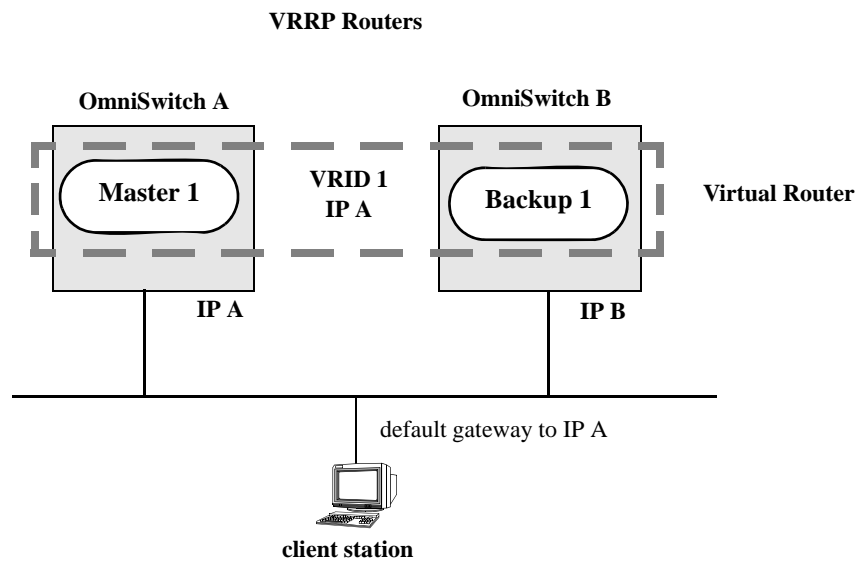 VRRP Routers
OmniSwitch A
OmniSwitch B
Master 1
VRID 1
IP A
Backup 1
Virtual Router
IP A
IP B
default gateway to IP A
client station